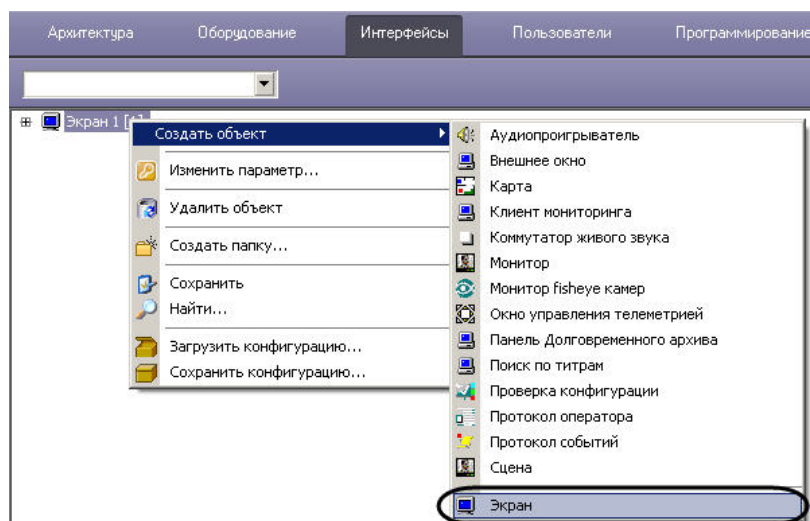 Архитектура Оборудование Интерфейсы Пользователи Программирование
Экран 1 [1]
Создать объект
Изменить параметр...
Удалить объект
Создать папку...
Сохранить
Найти...
Загрузить конфигурацию...
Сохранить конфигурацию...
Аудиопроигрыватель
Внешнее окно
Карта
Клиент мониторинга
Коммутатор живого звука
Монитор
Монитор fisheye камер
Окно управления телеметрией
Панель Долговременного архива
Поиск по титрам
Проверка конфигурации
Протокол оператора
Протокол событий
Сцена
Экран